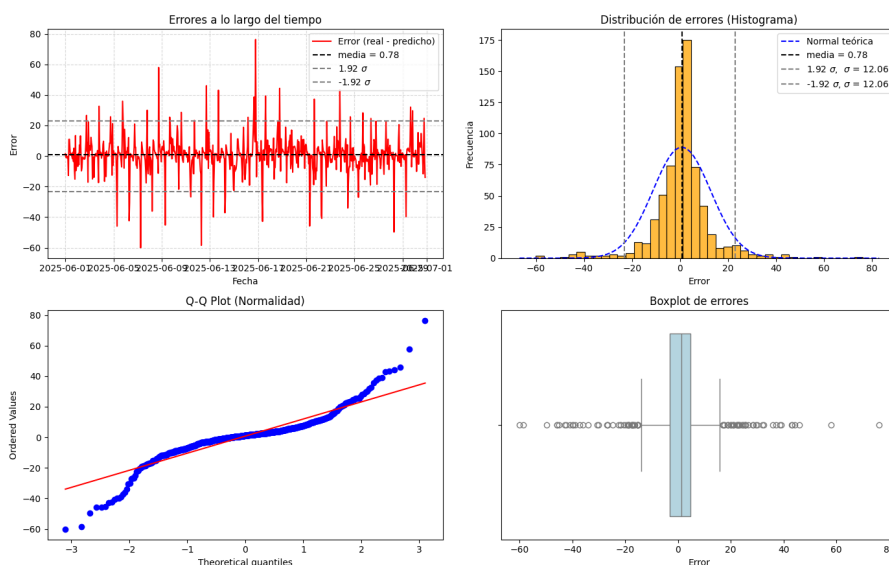 Errores a lo largo del tiempo
80
60
40
20
0
−20
−40
−60
Error
Error (real - predicho)
media = 0.78
1.92 σ
-1.92 σ
2025-06-01 2025-06-05 2025-06-09 2025-06-13 2025-06-17 2025-06-21 2025-06-25 2025-06-29 2025-07-01
Fecha
Distribución de errores (Histograma)
175
150
125
100
75
50
25
0
Frecuencia
Normal teórica
media = 0.78
1.92 σ, σ = 12.06
-1.92 σ, σ = 12.06
−60 −40 −20 0 20 40 60 80
Error
Q-Q Plot (Normalidad)
80
60
40
20
0
−20
−40
−60
Ordered Values
−3 −2 −1 0 1 2 3
Theoretical quantiles
Boxplot de errores
−60 −40 −20 0 20 40 60 80
Error